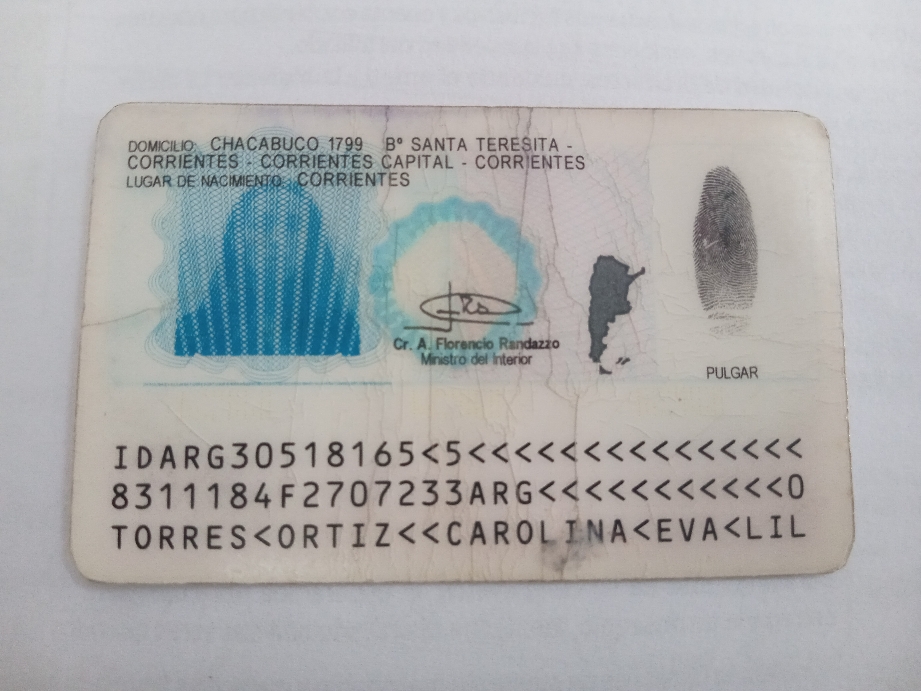 DOMICILIO: CHACABUCO 1799 Bº SANTA TERESITA -
CORRIENTES - CORRIENTES CAPITAL - CORRIENTES
LUGAR DE NACIMIENTO: CORRIENTES
Cr. A. Florencio Randazzo
Ministro del Interior
PULGAR
IDARG30518165<5<<<<<<<<<<<<<<<
8311184F2707233ARG<<<<<<<<<<<0
TORRES<ORTIZ<<CAROLINA<EVA<LIL